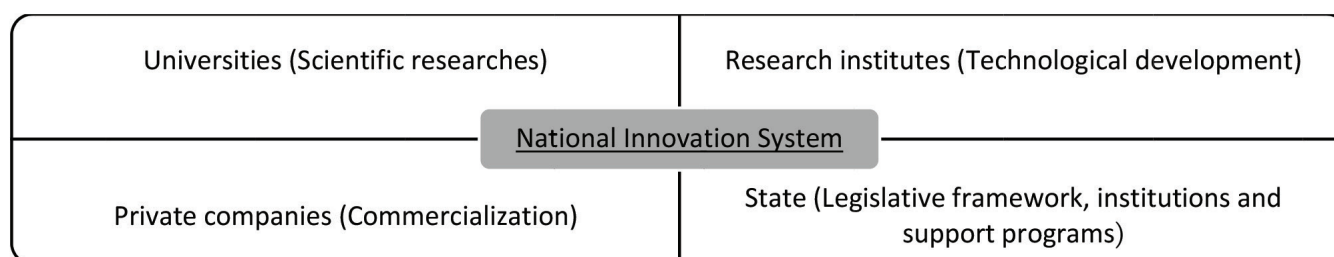 Universities (Scientific researches)
Research institutes (Technological development)
National Innovation System
Private companies (Commercialization)
State (Legislative framework, institutions and
support programs)